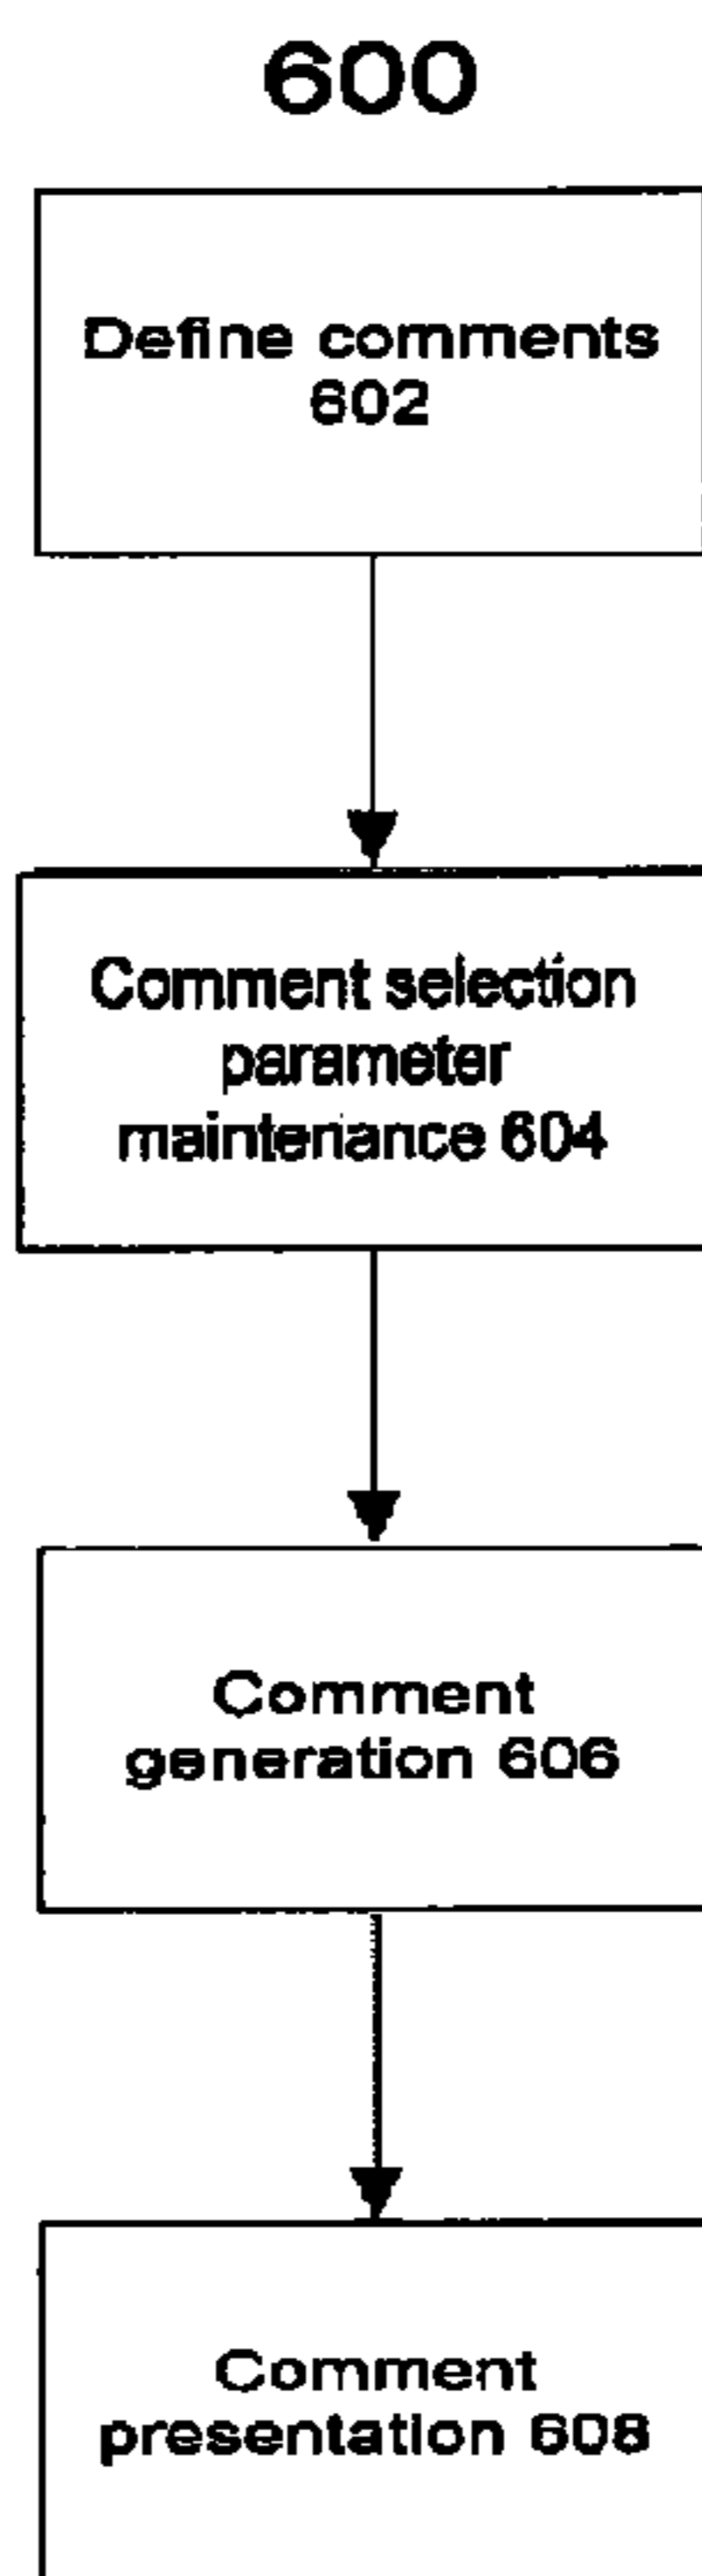 600
Define comments
602
Comment selection
parameter
maintenance 604
Comment
generation 606
Comment
presentation 608